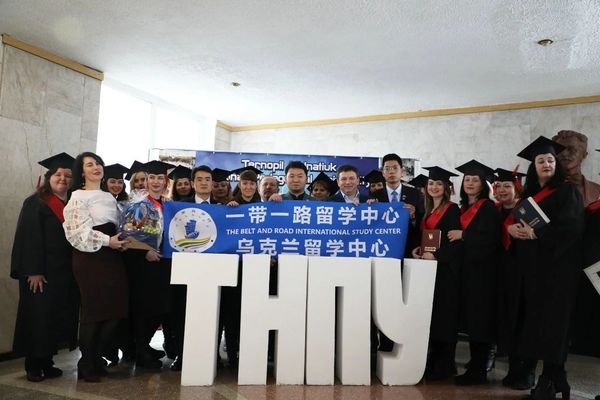 Ternopil
一带一路留学中心
THE BELT AND ROAD INTERNATIONAL STUDY CENTER
乌克兰留学中心
ТНПУ